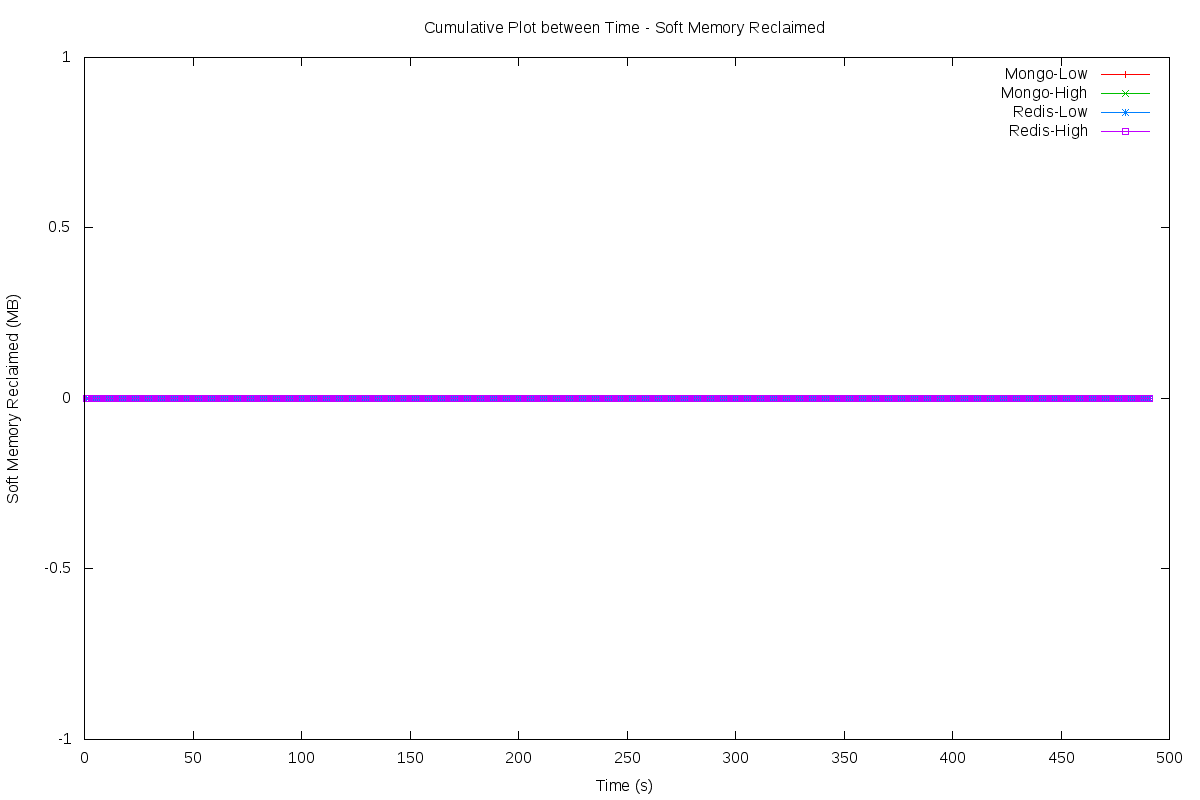 Cumulative Plot between Time - Soft Memory Reclaimed
1
Mongo-Low
Mongo-High
Redis-Low
Redis-High
0.5
Soft Memory Reclaimed (MB)
0
-0.5
-1
0 50 100 150 200 250 300 350 400 450 500
Time (s)